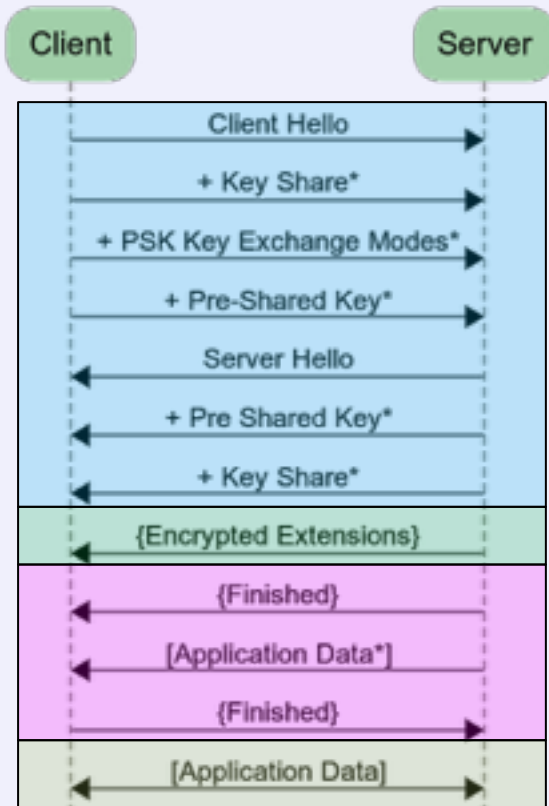 Client
Server
Client Hello
+ Key Share*
+ PSK Key Exchange Modes*
+ Pre-Shared Key*
Server Hello
+ Pre Shared Key*
+ Key Share*
{Encrypted Extensions}
{Finished}
[Application Data*]
{Finished}
[Application Data]